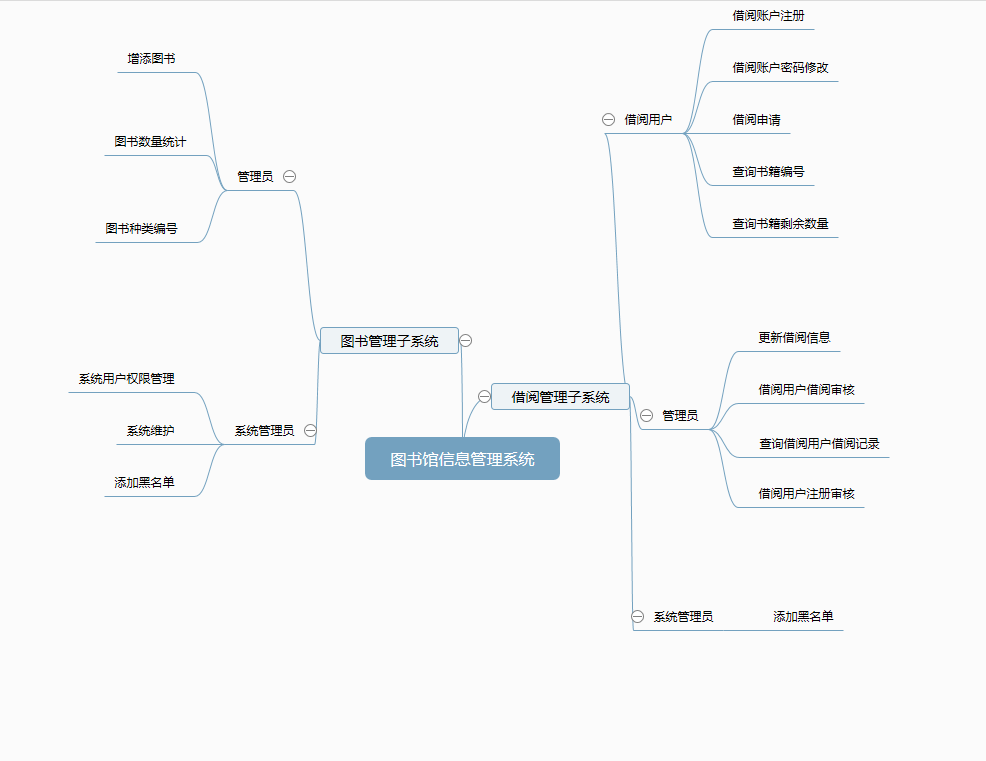 图书馆信息管理系统
图书管理子系统
管理员
增添图书
图书数量统计
图书种类编号
系统管理员
系统用户权限管理
系统维护
添加黑名单
借阅管理子系统
借阅用户
借阅账户注册
借阅账户密码修改
借阅申请
查询书籍编号
查询书籍剩余数量
管理员
更新借阅信息
借阅用户借阅审核
查询借阅用户借阅记录
借阅用户注册审核
系统管理员
添加黑名单